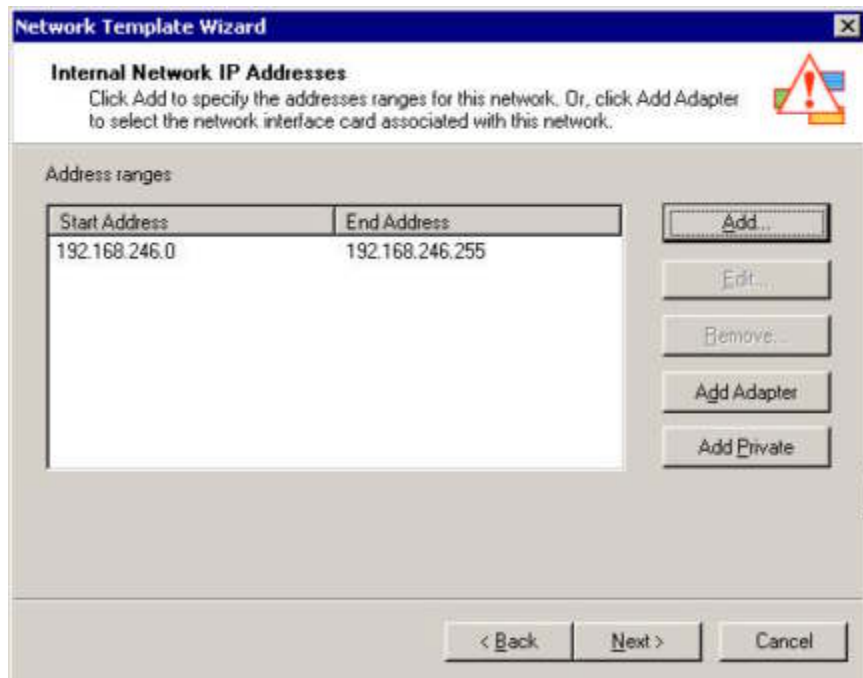 Network Template Wizard
Internal Network IP Addresses
Click Add to specify the addresses ranges for this network. Or, click Add Adapter
to select the network interface card associated with this network.
Address ranges
Start Address End Address
192.168.246.0 192.168.246.255
Add...
Edit...
Remove...
Add Adapter
Add Private
< Back Next > Cancel